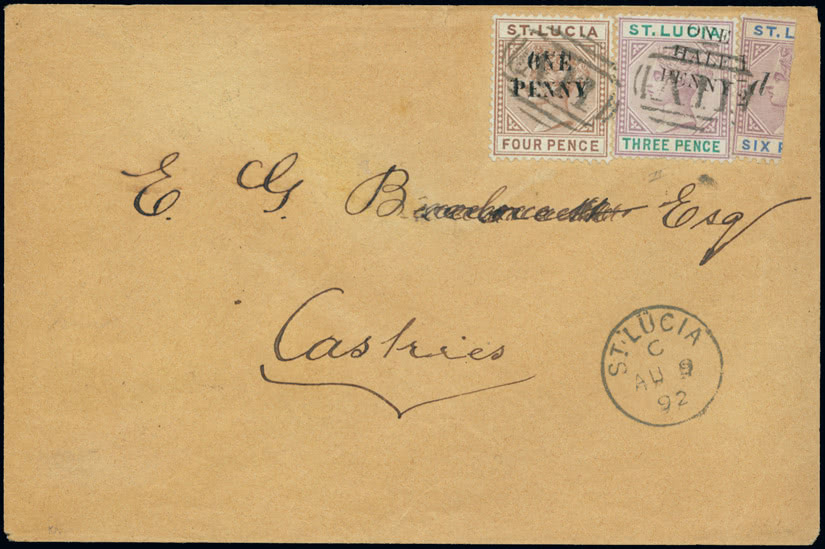 ST. LUCIA
ONE
PENNY
FOUR PENCE
ST. LUCIA
ONE
HALF
PENNY
THREE PENCE
ST. L
SIX P
E. G. Esq
Castries
ST. LUCIA
C
AU 9
92